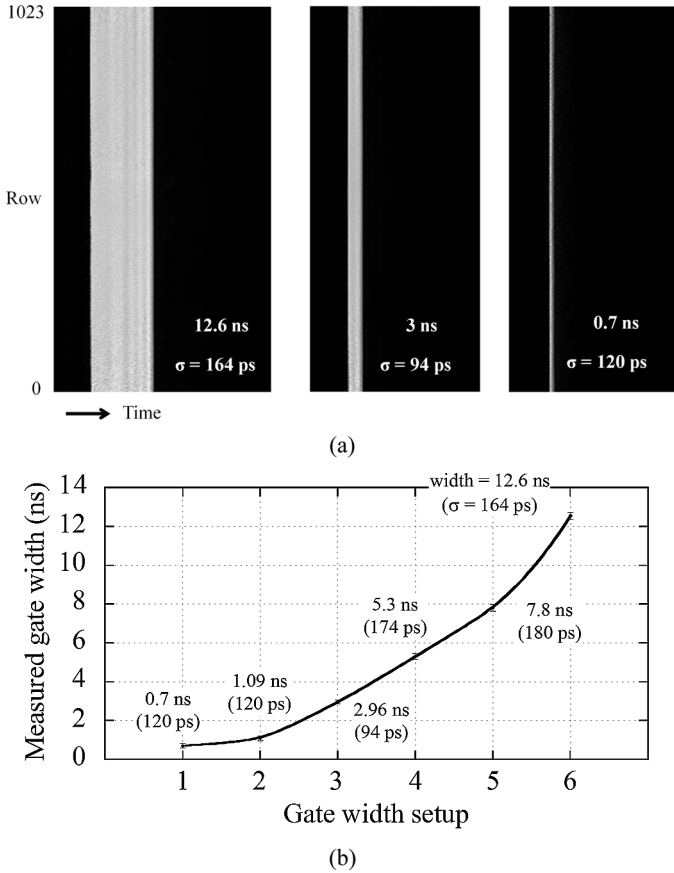 1023
Row
0
12.6 ns
σ = 164 ps
3 ns
σ = 94 ps
0.7 ns
σ = 120 ps
Time
(a)
Measured gate width (ns)
14
12
10
8
6
4
2
0
width = 12.6 ns
(σ = 164 ps)
7.8 ns
(180 ps)
5.3 ns
(174 ps)
2.96 ns
(94 ps)
1.09 ns
(120 ps)
0.7 ns
(120 ps)
1 2 3 4 5 6
Gate width setup
(b)